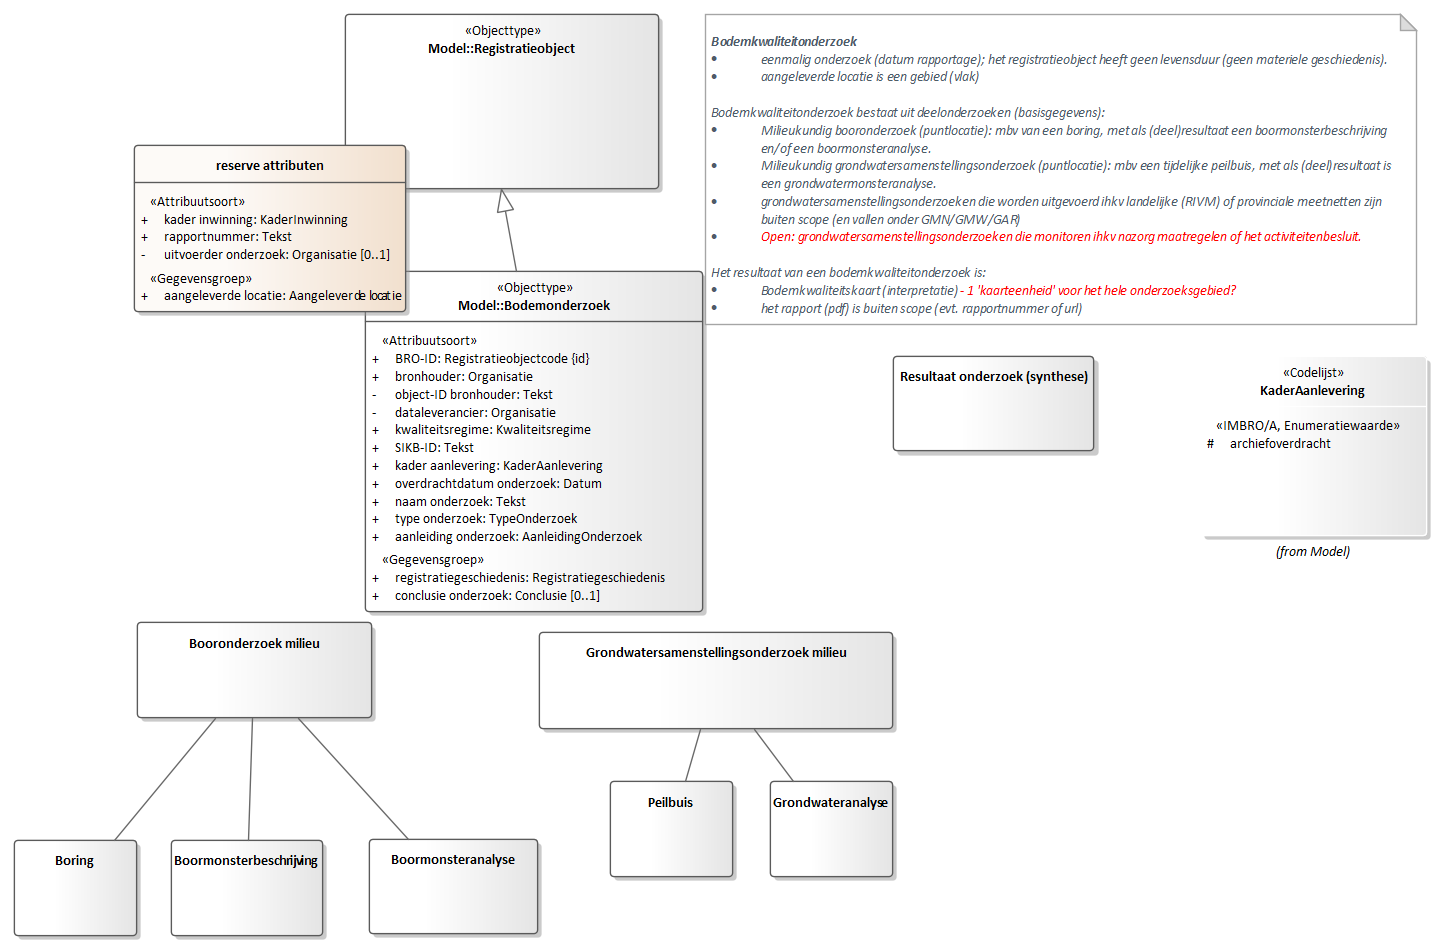 «Objecttype»
Model::Registratieobject
reserve attributen
«Attribuutsoort»
+ kader inwinning: KaderInwinning
+ rapportnummer: Tekst
- uitvoerder onderzoek: Organisatie [0..1]
«Gegevensgroep»
+ aangeleverde locatie: Aangeleverde locatie
«Objecttype»
Model::Bodemonderzoek
«Attribuutsoort»
+ BRO-ID: Registratieobjectcode {id}
+ bronhouder: Organisatie
- object-ID bronhouder: Tekst
- dataleverancier: Organisatie
+ kwaliteitsregime: Kwaliteitsregime
+ SIKB-ID: Tekst
+ kader aanlevering: KaderAanlevering
+ overdrachtdatum onderzoek: Datum
+ naam onderzoek: Tekst
+ type onderzoek: TypeOnderzoek
+ aanleiding onderzoek: AanleidingOnderzoek
«Gegevensgroep»
+ registratiegeschiedenis: Registratiegeschiedenis
+ conclusie onderzoek: Conclusie [0..1]
Bodemkwaliteitonderzoek
• eenmalig onderzoek (datum rapportage); het registratieobject heeft geen levensduur (geen materiele geschiedenis).
• aangeleverde locatie is een gebied (vlak)
Bodemkwaliteitonderzoek bestaat uit deelonderzoeken (basisgegevens):
• Milieukundig booronderzoek (puntlocatie): mbv van een boring, met als (deel)resultaat een boormonsterbeschrijving
en/of een boormonsteranalyse.
• Milieukundig grondwatersamenstellingsonderzoek (puntlocatie): mbv een tijdelijke peilbuis, met als (deel)resultaat is
een grondwatermonsteranalyse.
• grondwatersamenstellingsonderzoeken die worden uitgevoerd ihkv landelijke (RIVM) of provinciale meetnetten zijn
buiten scope (en vallen onder GMN/GMW/GAR)
• Open: grondwatersamenstellingsonderzoeken die monitoren ihkv nazorg maatregelen of het activiteitenbesluit.
Het resultaat van een bodemkwaliteitonderzoek is:
• Bodemkwaliteitskaart (interpretatie) - 1 'kaarteenheid' voor het hele onderzoeksgebied?
• het rapport (pdf) is buiten scope (evt. rapportnummer of url)
Resultaat onderzoek (synthese)
«Codelijst»
KaderAanlevering
«IMBRO/A, Enumeratiewaarde»
# archiefoverdracht
(from Model)
Booronderzoek milieu
Grondwatersamenstellingsonderzoek milieu
Peilbuis
Grondwateranalyse
Boring
Boormonsterbeschrijving
Boormonsteranalyse